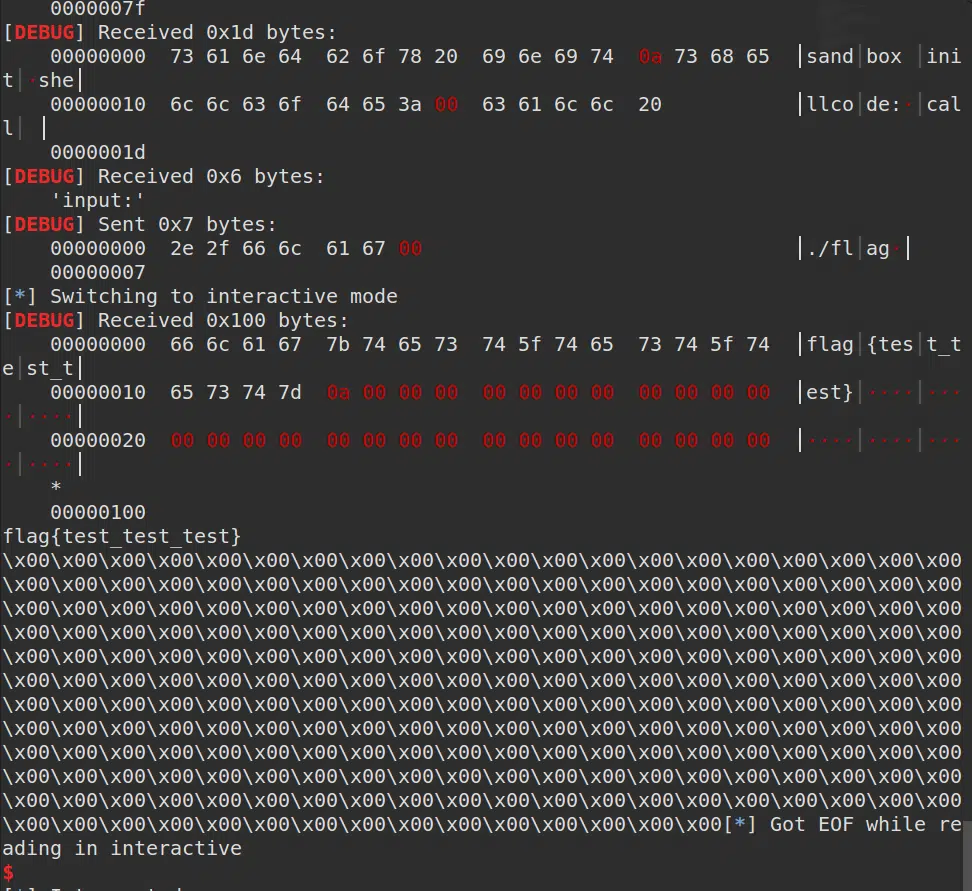 0000007f
[DEBUG] Received 0x1d bytes:
00000000  73 61 6e 64  62 6f 78 20  69 6e 69 74  0a 73 68 65  │sand│box │ini
t│·she│
00000010  6c 6c 63 6f  64 65 3a 00  63 61 6c 6c  20           │llco│de:·│cal
l│ │
0000001d
[DEBUG] Received 0x6 bytes:
'input:'
[DEBUG] Sent 0x7 bytes:
00000000  2e 2f 66 6c  61 67 00                               │./fl│ag·│
00000007
[*] Switching to interactive mode
[DEBUG] Received 0x100 bytes:
00000000  66 6c 61 67  7b 74 65 73  74 5f 74 65  73 74 5f 74  │flag│{tes│t_t
e│st_t│
00000010  65 73 74 7d  0a 00 00 00  00 00 00 00  00 00 00 00  │est}│····│···
·│····│
00000020  00 00 00 00  00 00 00 00  00 00 00 00  00 00 00 00  │····│····│···
·│····│
*
00000100
flag{test_test_test}
\x00\x00\x00\x00\x00\x00\x00\x00\x00\x00\x00\x00\x00\x00\x00\x00\x00\x00\x00\x00
\x00\x00\x00\x00\x00\x00\x00\x00\x00\x00\x00\x00\x00\x00\x00\x00\x00\x00\x00\x00
\x00\x00\x00\x00\x00\x00\x00\x00\x00\x00\x00\x00\x00\x00\x00\x00\x00\x00\x00\x00
\x00\x00\x00\x00\x00\x00\x00\x00\x00\x00\x00\x00\x00\x00\x00\x00\x00\x00\x00\x00
\x00\x00\x00\x00\x00\x00\x00\x00\x00\x00\x00\x00\x00\x00\x00\x00\x00\x00\x00\x00
\x00\x00\x00\x00\x00\x00\x00\x00\x00\x00\x00\x00\x00\x00\x00\x00\x00\x00\x00\x00
\x00\x00\x00\x00\x00\x00\x00\x00\x00\x00\x00\x00\x00\x00\x00\x00\x00\x00\x00\x00
\x00\x00\x00\x00\x00\x00\x00\x00\x00\x00\x00\x00\x00\x00\x00\x00\x00\x00\x00\x00
\x00\x00\x00\x00\x00\x00\x00\x00\x00\x00\x00\x00\x00\x00\x00\x00\x00\x00\x00\x00
\x00\x00\x00\x00\x00\x00\x00\x00\x00\x00\x00\x00\x00\x00\x00\x00\x00\x00\x00\x00
\x00\x00\x00\x00\x00\x00\x00\x00\x00\x00\x00\x00\x00\x00\x00\x00\x00\x00\x00\x00
\x00\x00\x00\x00\x00\x00\x00\x00\x00\x00\x00\x00\x00\x00\x00[*] Got EOF while re
ading in interactive
$